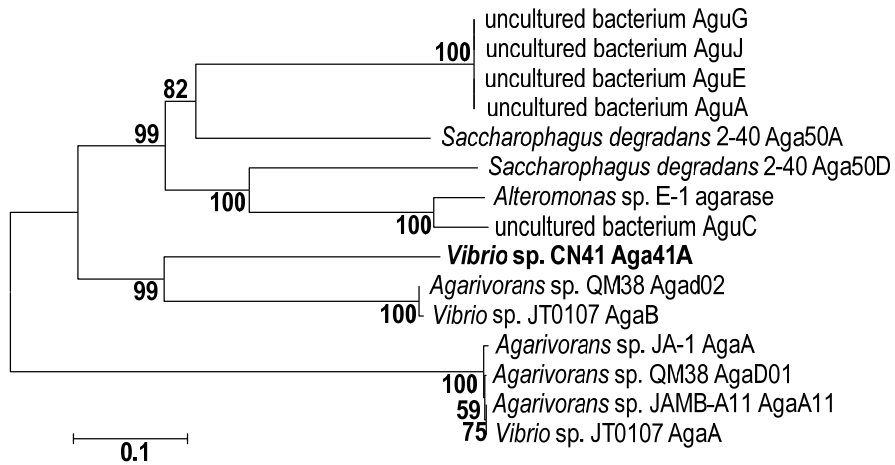 uncultured bacterium AguG
100
uncultured bacterium AguJ
uncultured bacterium AguE
82
uncultured bacterium AguA
99
Saccharophagus degradans 2-40 Aga50A
Saccharophagus degradans 2-40 Aga50D
100
Alteromonas sp. E-1 agarase
100
uncultured bacterium AguC
Vibrio sp. CN41 Aga41A
99
Agarivorans sp. QM38 Agad02
100
Vibrio sp. JT0107 AgaB
Agarivorans sp. JA-1 AgaA
100
Agarivorans sp. QM38 AgaD01
59
Agarivorans sp. JAMB-A11 AgaA11
75
Vibrio sp. JT0107 AgaA
0.1